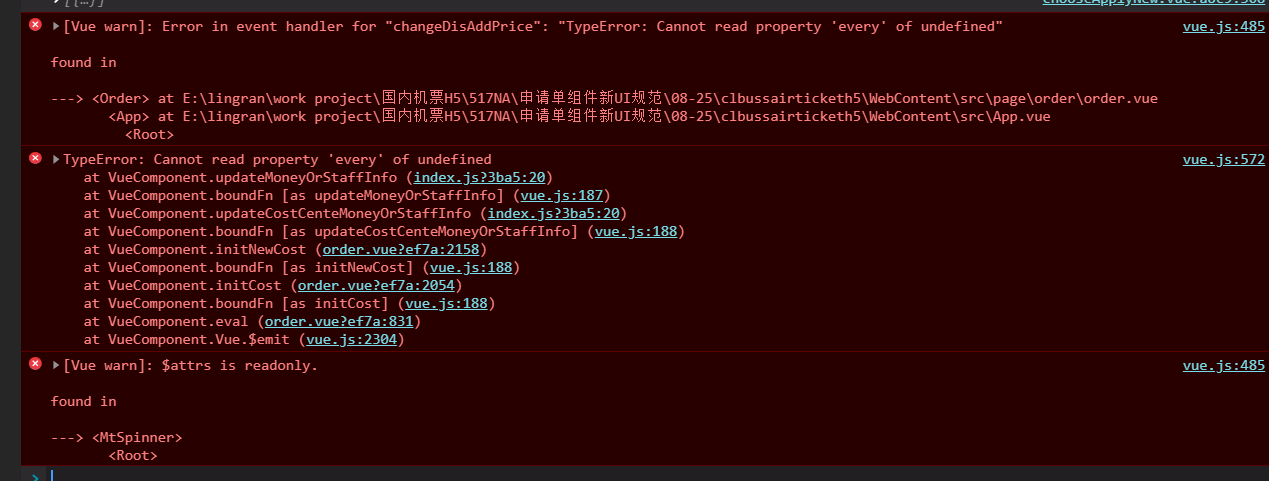 [Vue warn]: Error in event handler for "changeDisAddPrice": "TypeError: Cannot read property 'every' of undefined" vue.js:485
found in
---> <Order> at E:\lingran\work project\国内机票H5\517NA\申请单组件新UI规范\08-25\clbussairticketh5\WebContent\src\page\order\order.vue
<App> at E:\lingran\work project\国内机票H5\517NA\申请单组件新UI规范\08-25\clbussairticketh5\WebContent\src\App.vue
<Root>
TypeError: Cannot read property 'every' of undefined vue.js:572
at VueComponent.updateMoneyOrStaffInfo (index.js?3ba5:20)
at VueComponent.boundFn [as updateMoneyOrStaffInfo] (vue.js:187)
at VueComponent.updateCostCenteMoneyOrStaffInfo (index.js?3ba5:20)
at VueComponent.boundFn [as updateCostCenteMoneyOrStaffInfo] (vue.js:188)
at VueComponent.initNewCost (order.vue?ef7a:2158)
at VueComponent.boundFn [as initNewCost] (vue.js:188)
at VueComponent.initCost (order.vue?ef7a:2054)
at VueComponent.boundFn [as initCost] (vue.js:188)
at VueComponent.eval (order.vue?ef7a:831)
at VueComponent.Vue.$emit (vue.js:2304)
[Vue warn]: $attrs is readonly. vue.js:485
found in
---> <MtSpinner>
<Root>